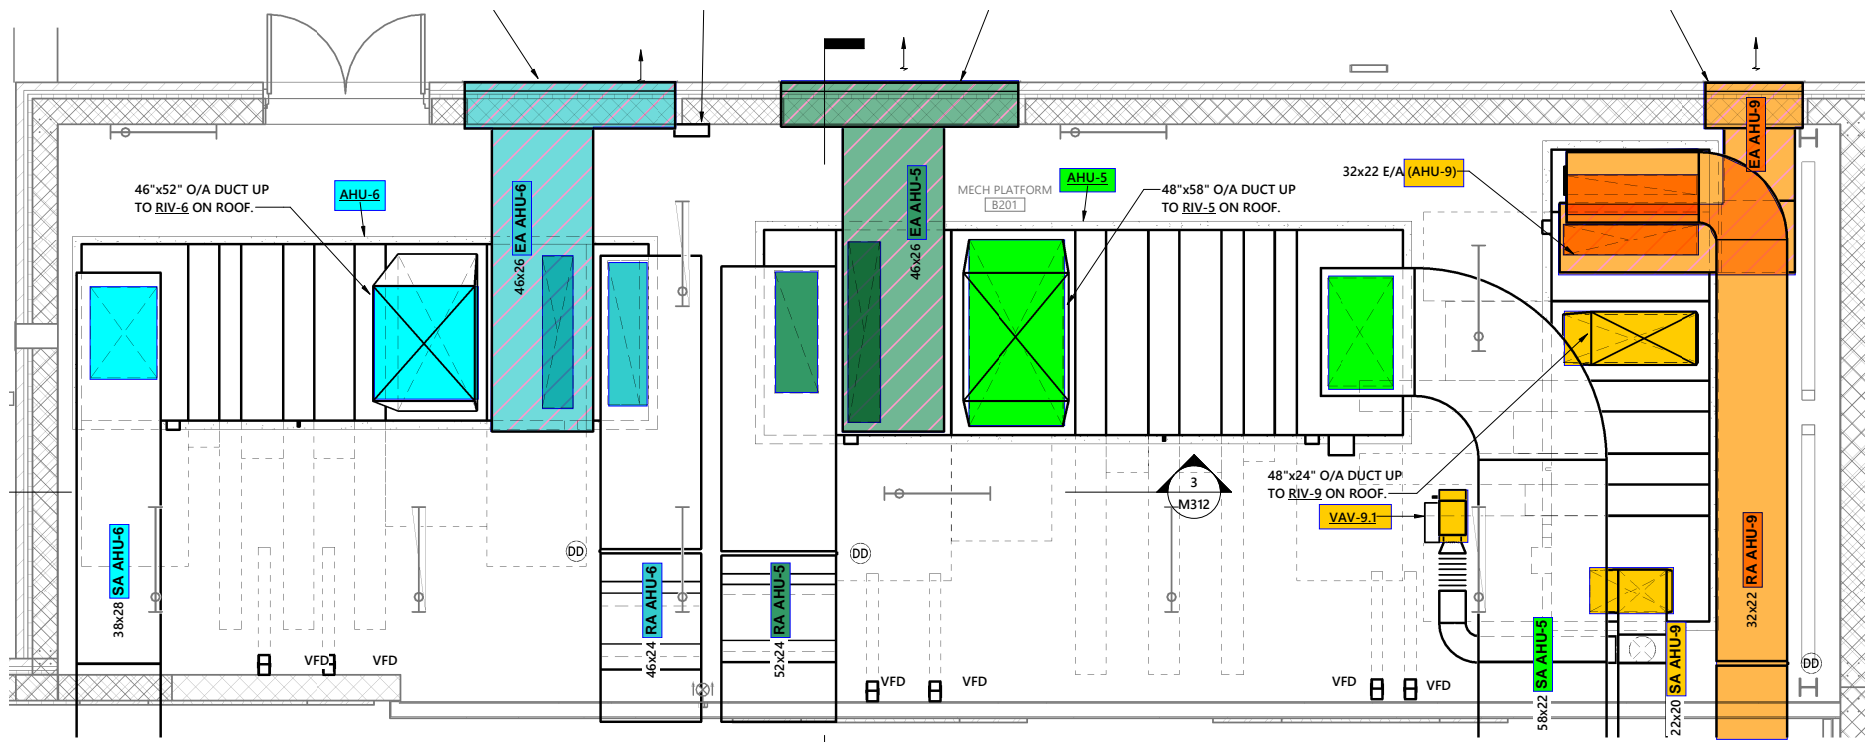 46"x52" O/A DUCT UP
TO RIV-6 ON ROOF.
AHU-6
46x26 EA AHU-6
46x26 EA AHU-5
MECH PLATFORM
B201
AHU-5
48"x58" O/A DUCT UP
TO RIV-5 ON ROOF.
32x22 E/A (AHU-9)
EA AHU-9
48"x24" O/A DUCT UP
TO RIV-9 ON ROOF.
VAV-9.1
3
M312
DD
DD
DD
38x28 SA AHU-6
46x24 RA AHU-6
52x24 RA AHU-5
58x22 SA AHU-5
22x20 SA AHU-9
32x22 RA AHU-9
VFD
VFD
VFD
VFD
VFD
VFD